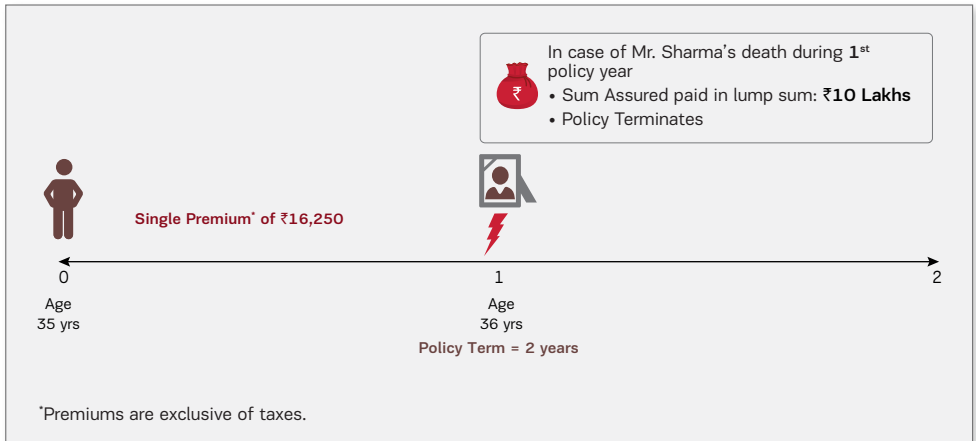 In case of Mr. Sharma's death during 1st
policy year
• Sum Assured paid in lump sum: ₹10 Lakhs
• Policy Terminates
₹
Single Premium* of ₹16,250
0
1
2
Age
35 yrs
Age
36 yrs
Policy Term = 2 years
*Premiums are exclusive of taxes.